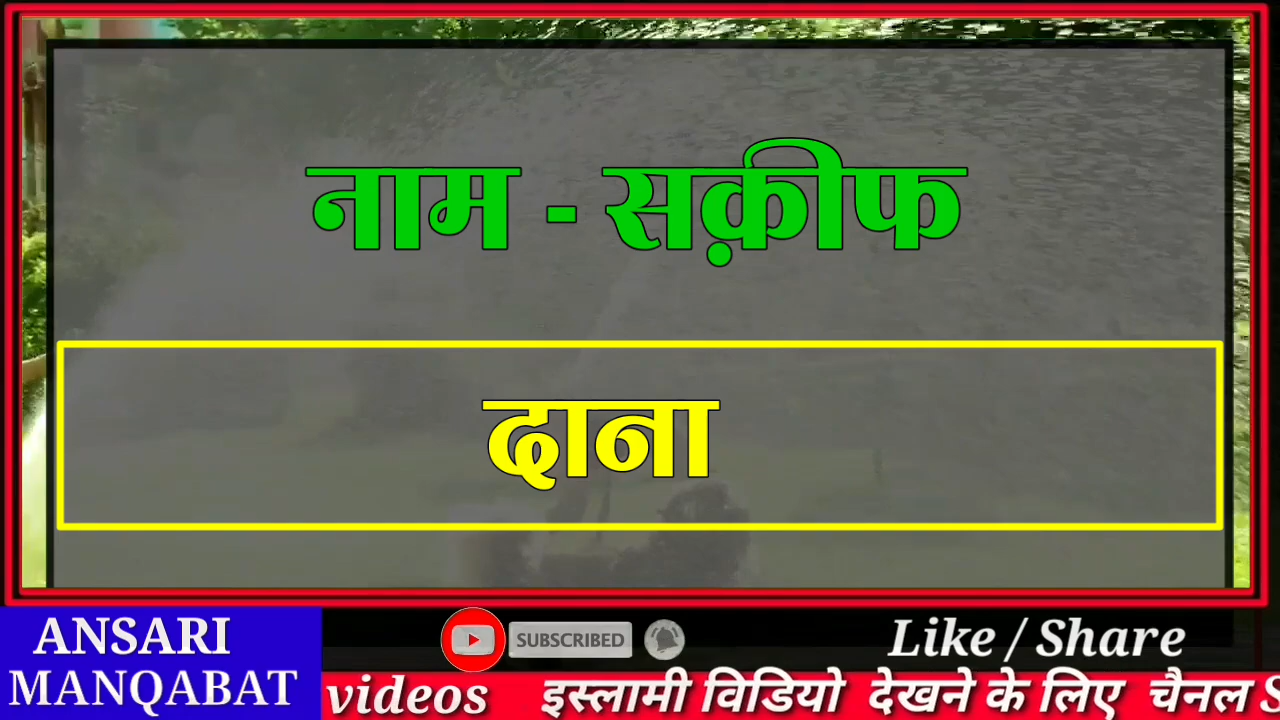 नाम - सक़ीफ
दाना
ANSARI
MANQABAT
SUBSCRIBED
Like / Share
videos इस्लामी विडियो देखने के लिए चैनल S